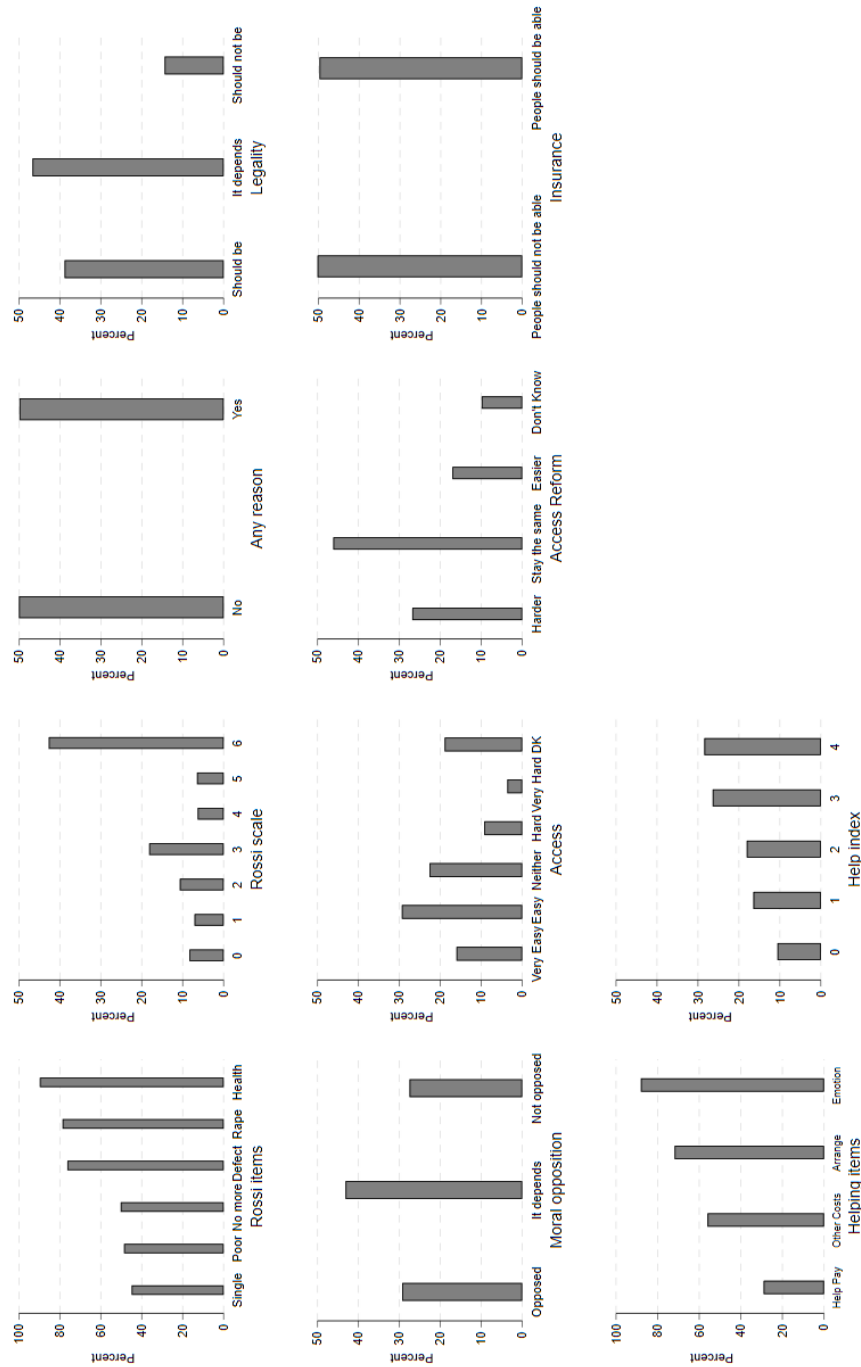 Percent
100
80
60
40
20
0
Single Poor No more Defect Rape Health
Rossi items
Percent
50
40
30
20
10
0
0 1 2 3 4 5 6
Rossi scale
Percent
50
40
30
20
10
0
No Yes
Any reason
Percent
50
40
30
20
10
0
Should be It depends Should not be
Legality
Percent
50
40
30
20
10
0
Opposed It depends Not opposed
Moral opposition
Percent
50
40
30
20
10
0
Very Easy Easy Neither Hard Very Hard DK
Access
Percent
50
40
30
20
10
0
Harder Stay the same Easier Don't Know
Access Reform
Percent
50
40
30
20
10
0
People should not be able People should be able
Insurance
Percent
100
80
60
40
20
0
Help Pay Other Costs Arrange Emotion
Helping items
Percent
50
40
30
20
10
0
0 1 2 3 4
Help index